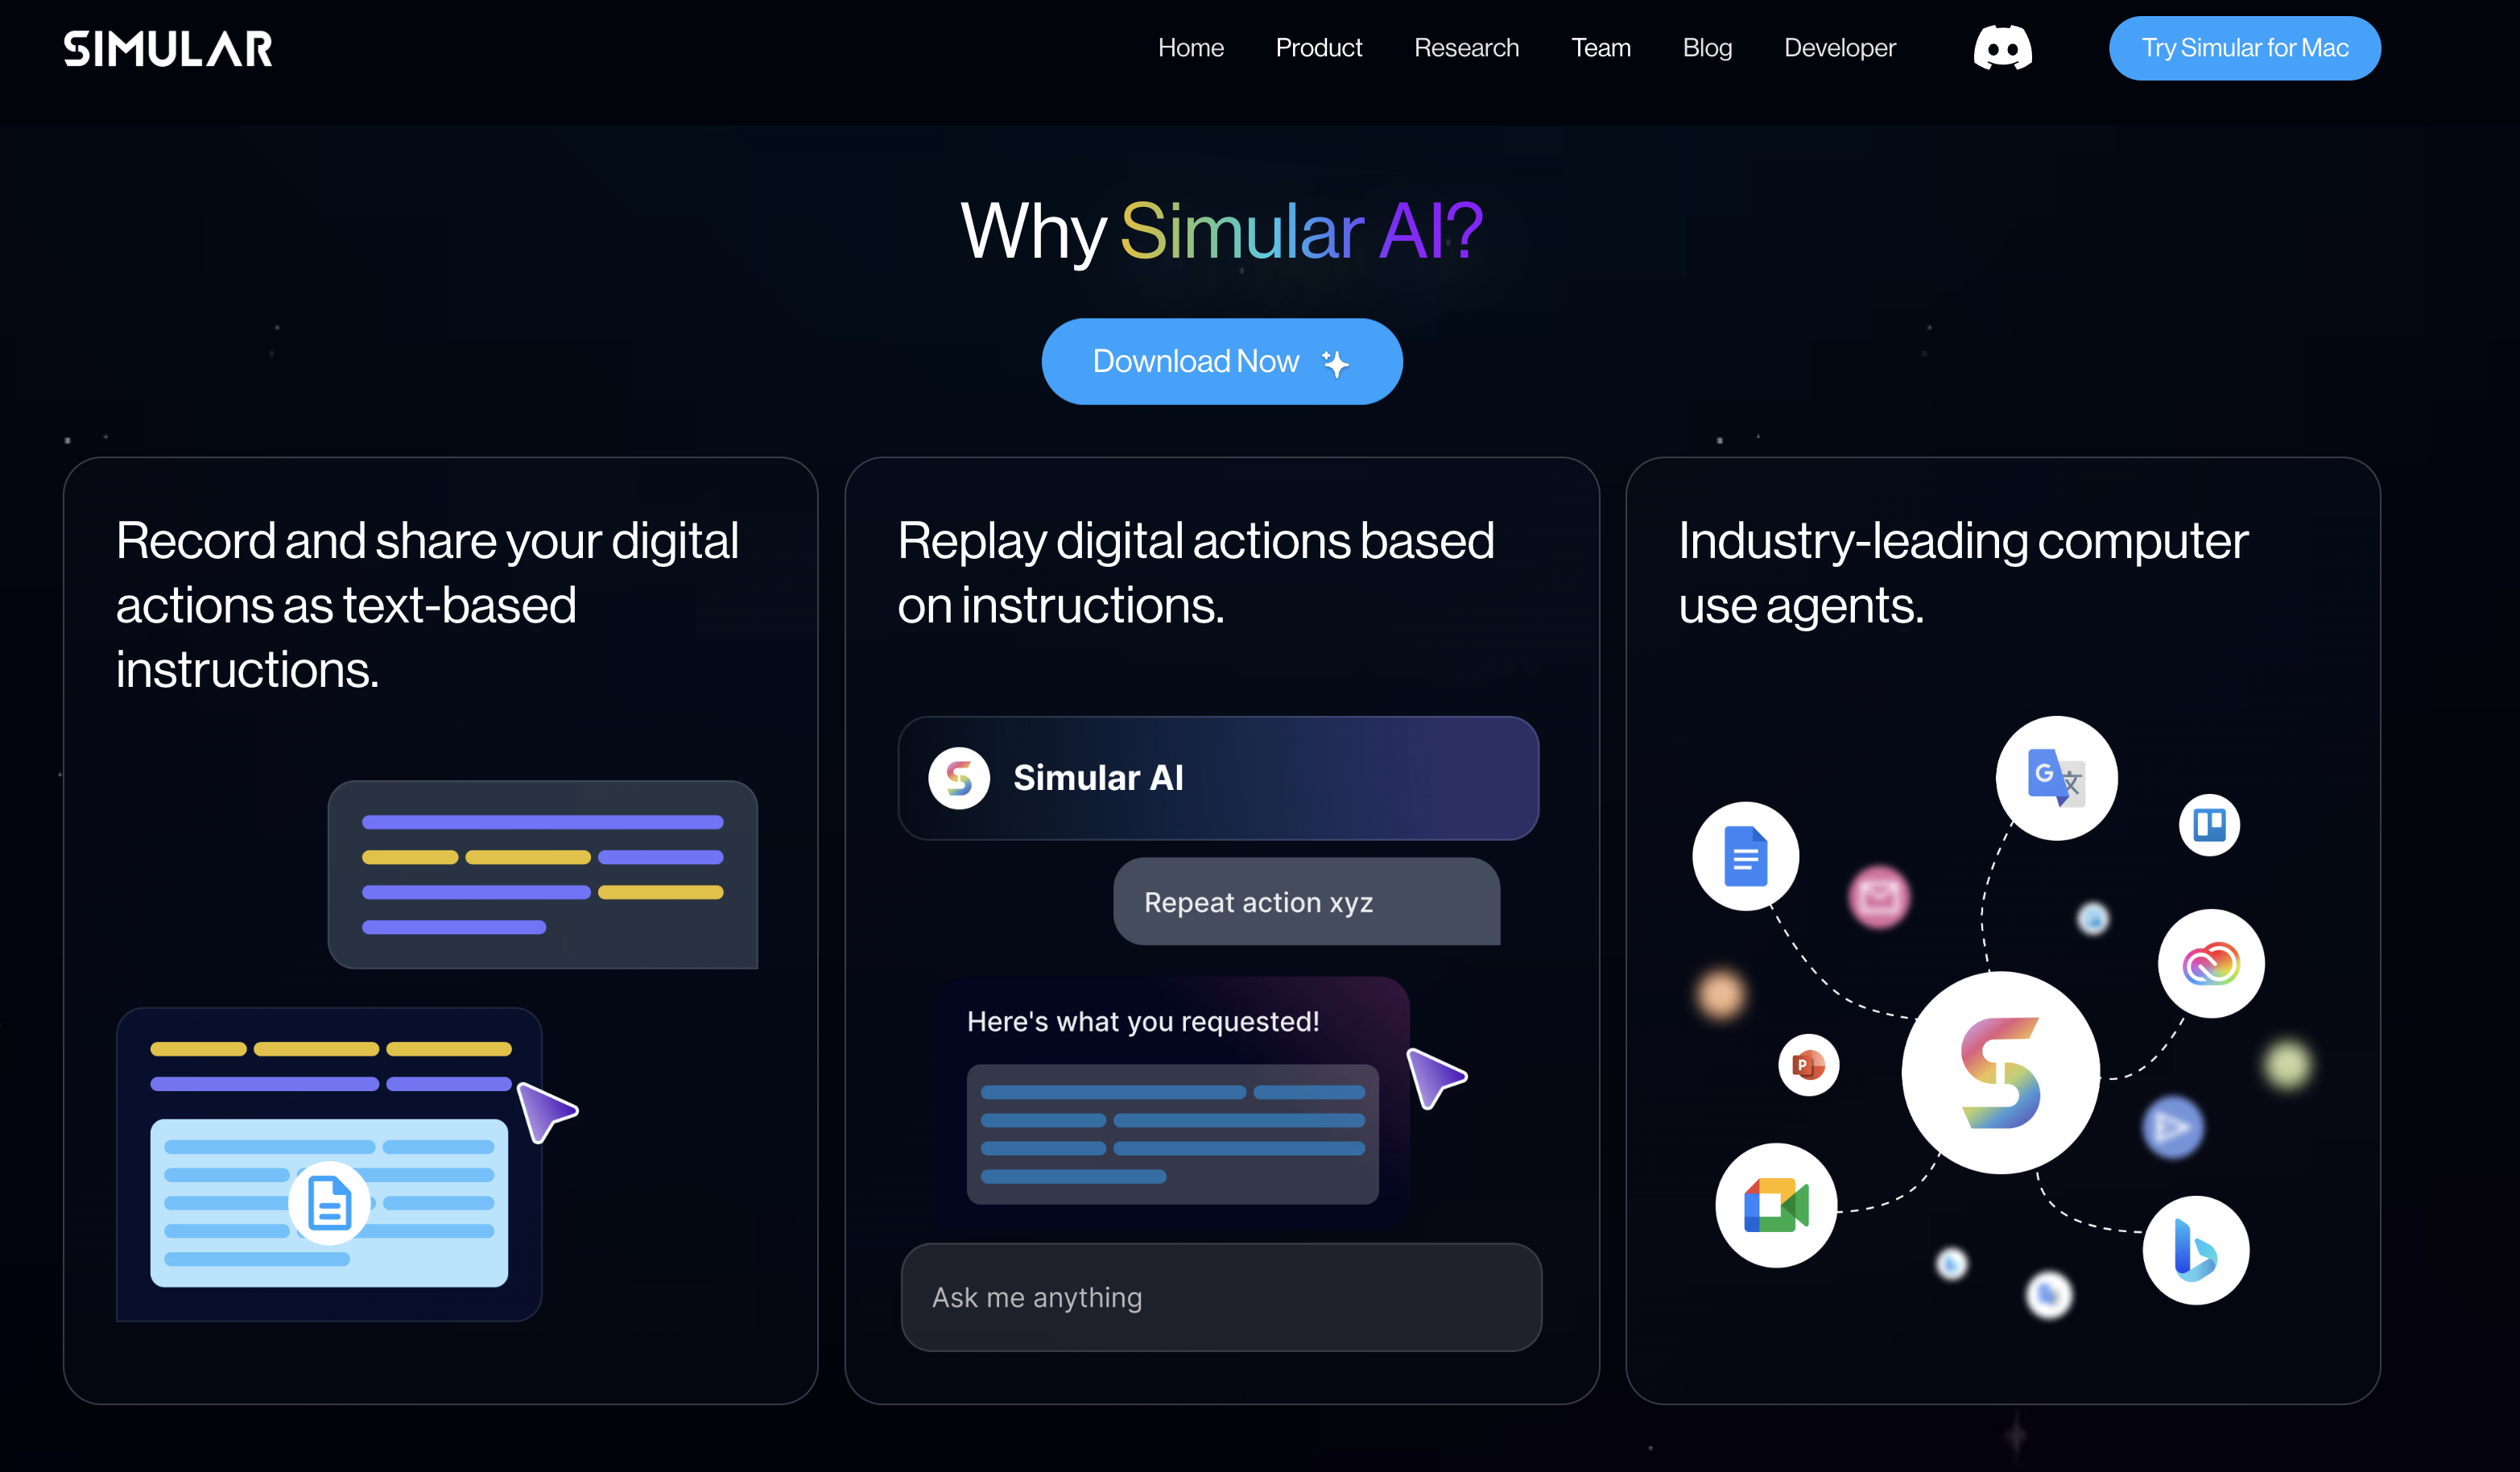 SIMULAR
Home Product Research Team Blog Developer
Try Simular for Mac
Why Simular AI?
Download Now
Record and share your digital
actions as text-based
instructions.
Replay digital actions based
on instructions.
Simular AI
Repeat action xyz
Here's what you requested!
Ask me anything
Industry-leading computer
use agents.
G 文
P